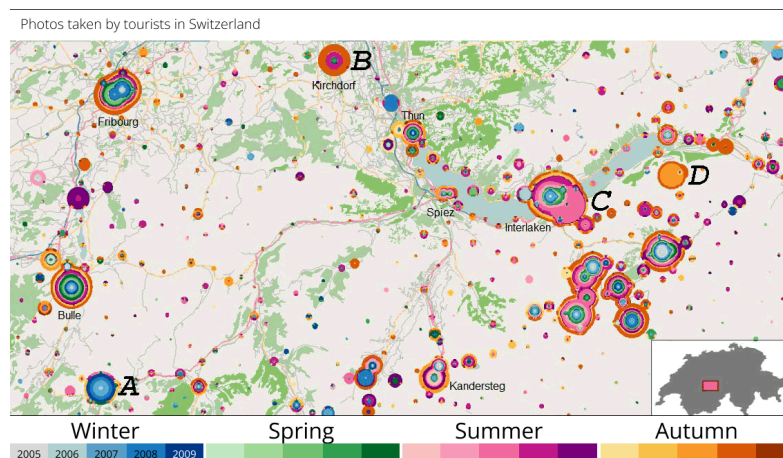 Photos taken by tourists in Switzerland
B
Kirchdorf
Thun
Fribourg
D
C
Spiez
Interlaken
Bulle
A
Kandersteg
Winter Spring Summer Autumn
2005 2006 2007 2008 2009